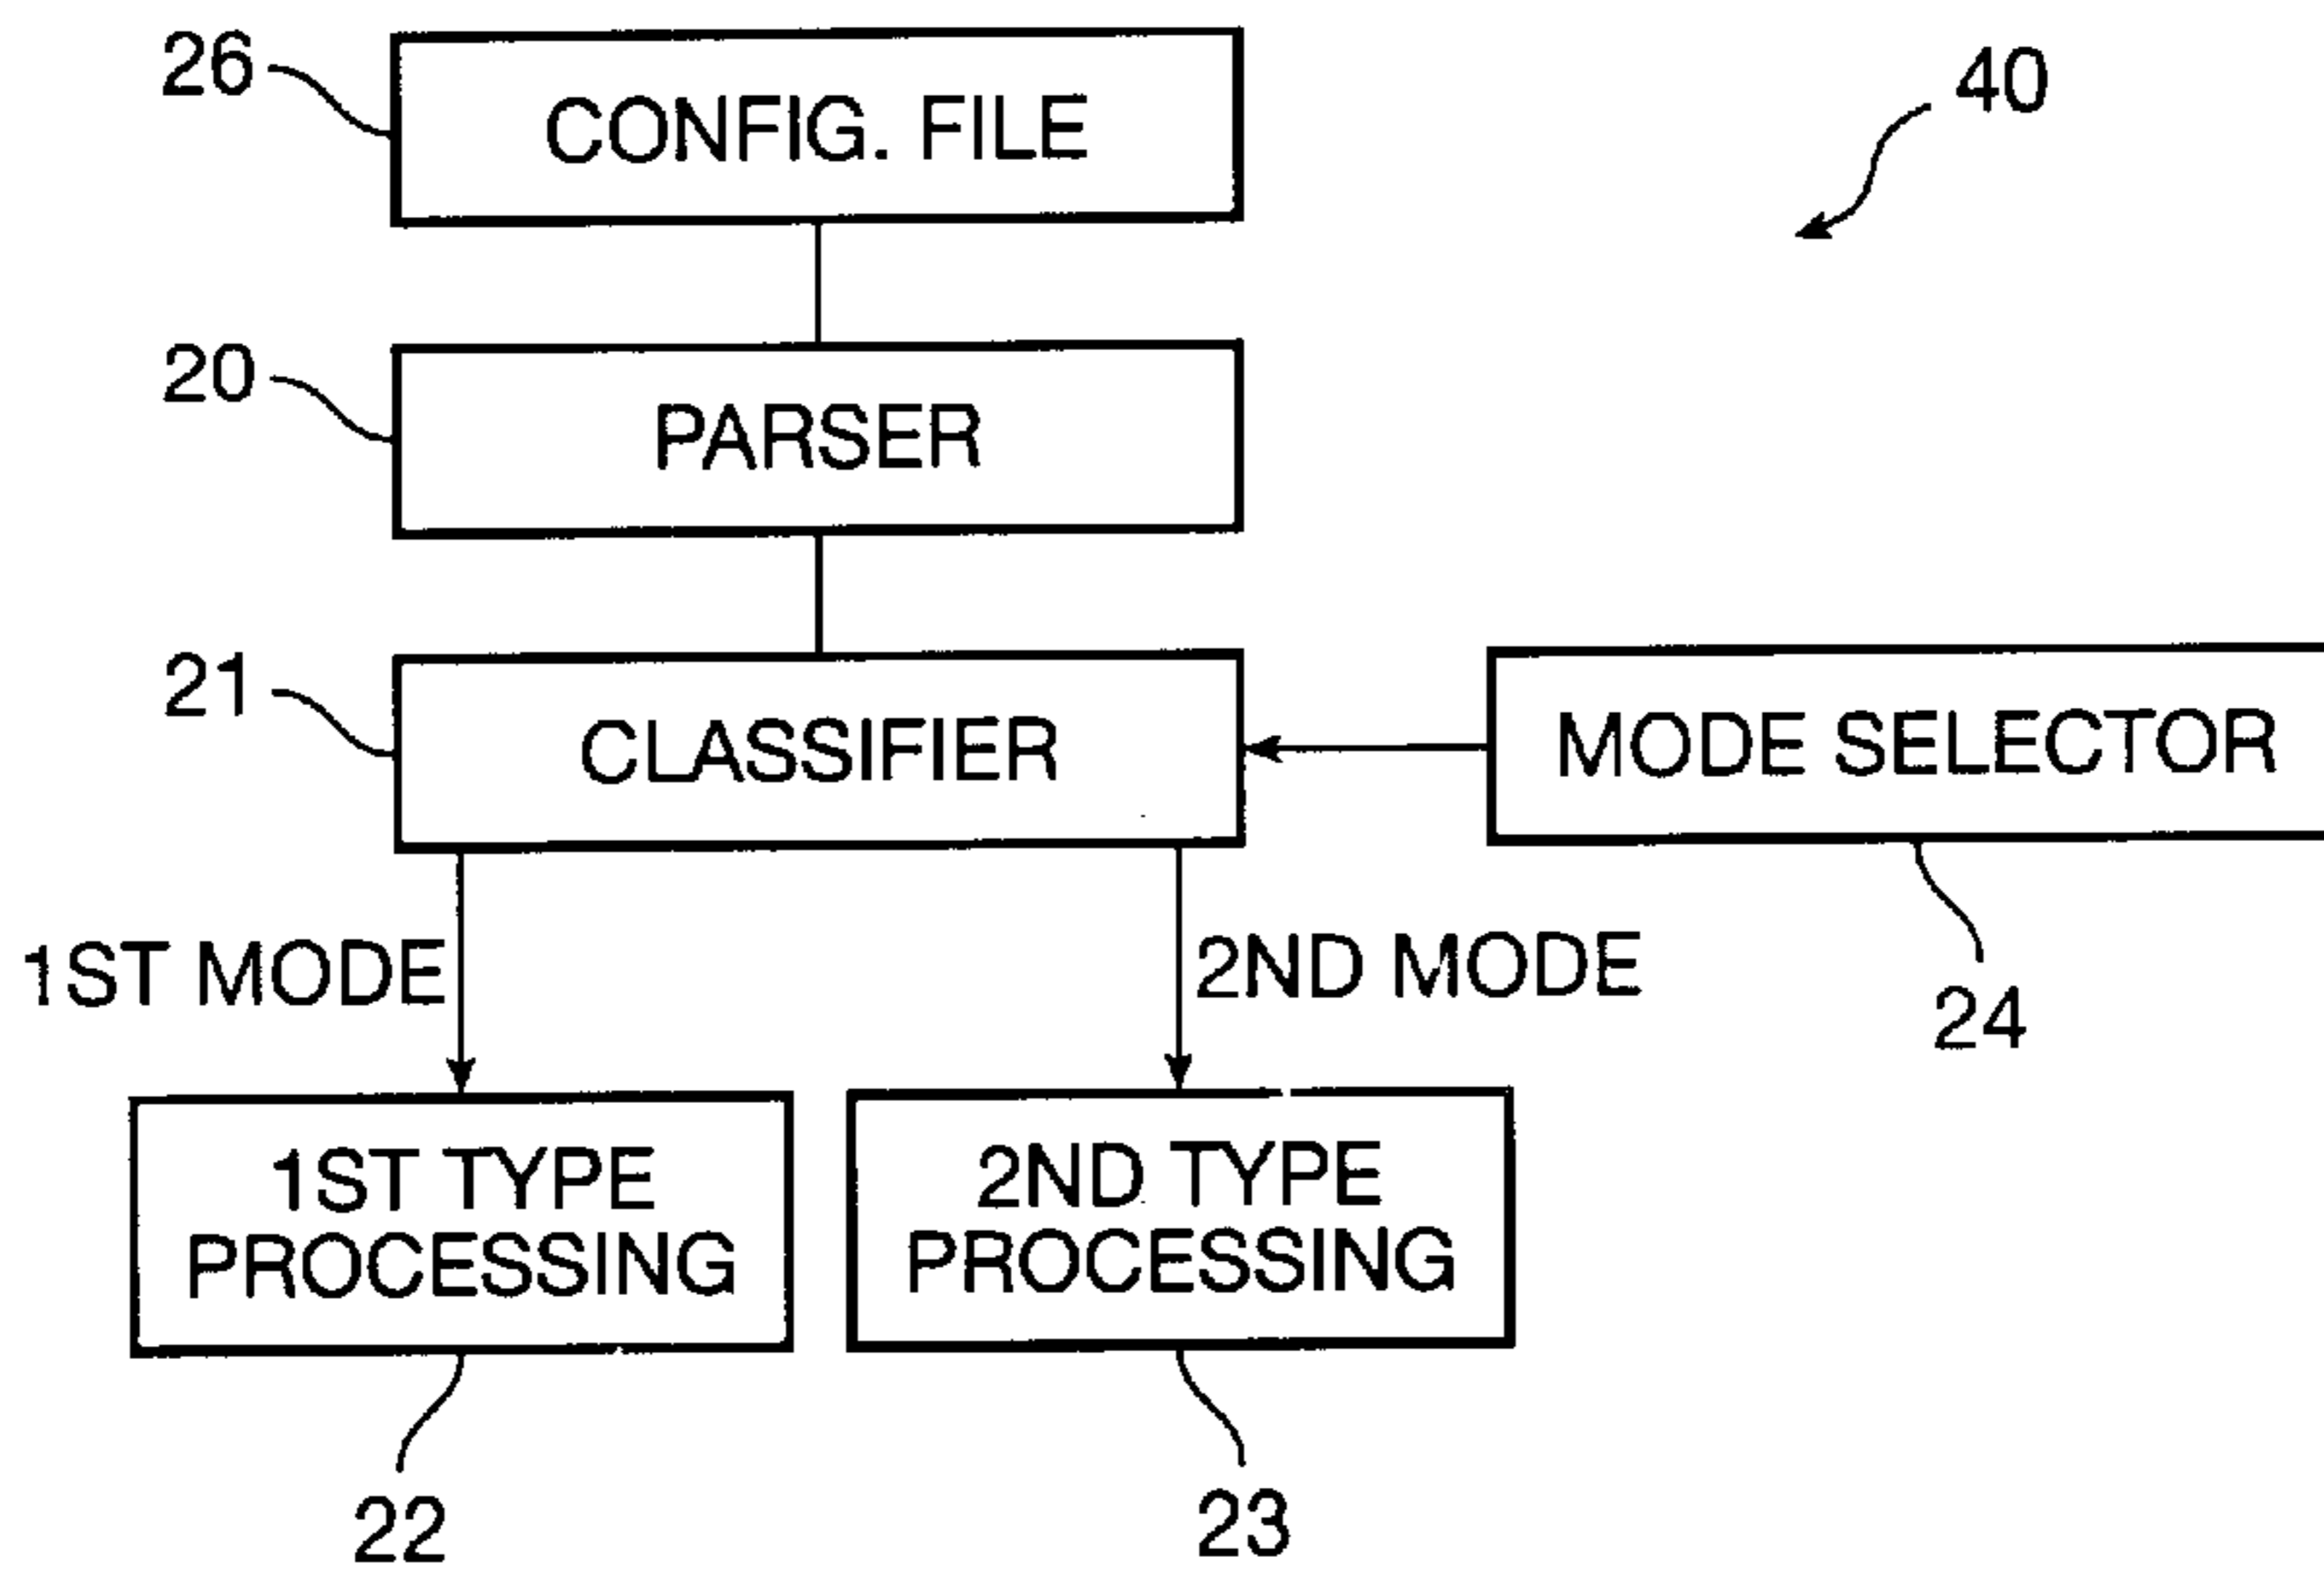 26
CONFIG. FILE
40
20
PARSER
21
CLASSIFIER
MODE SELECTOR
1ST MODE
2ND MODE
24
1ST TYPE
PROCESSING
2ND TYPE
PROCESSING
22
23